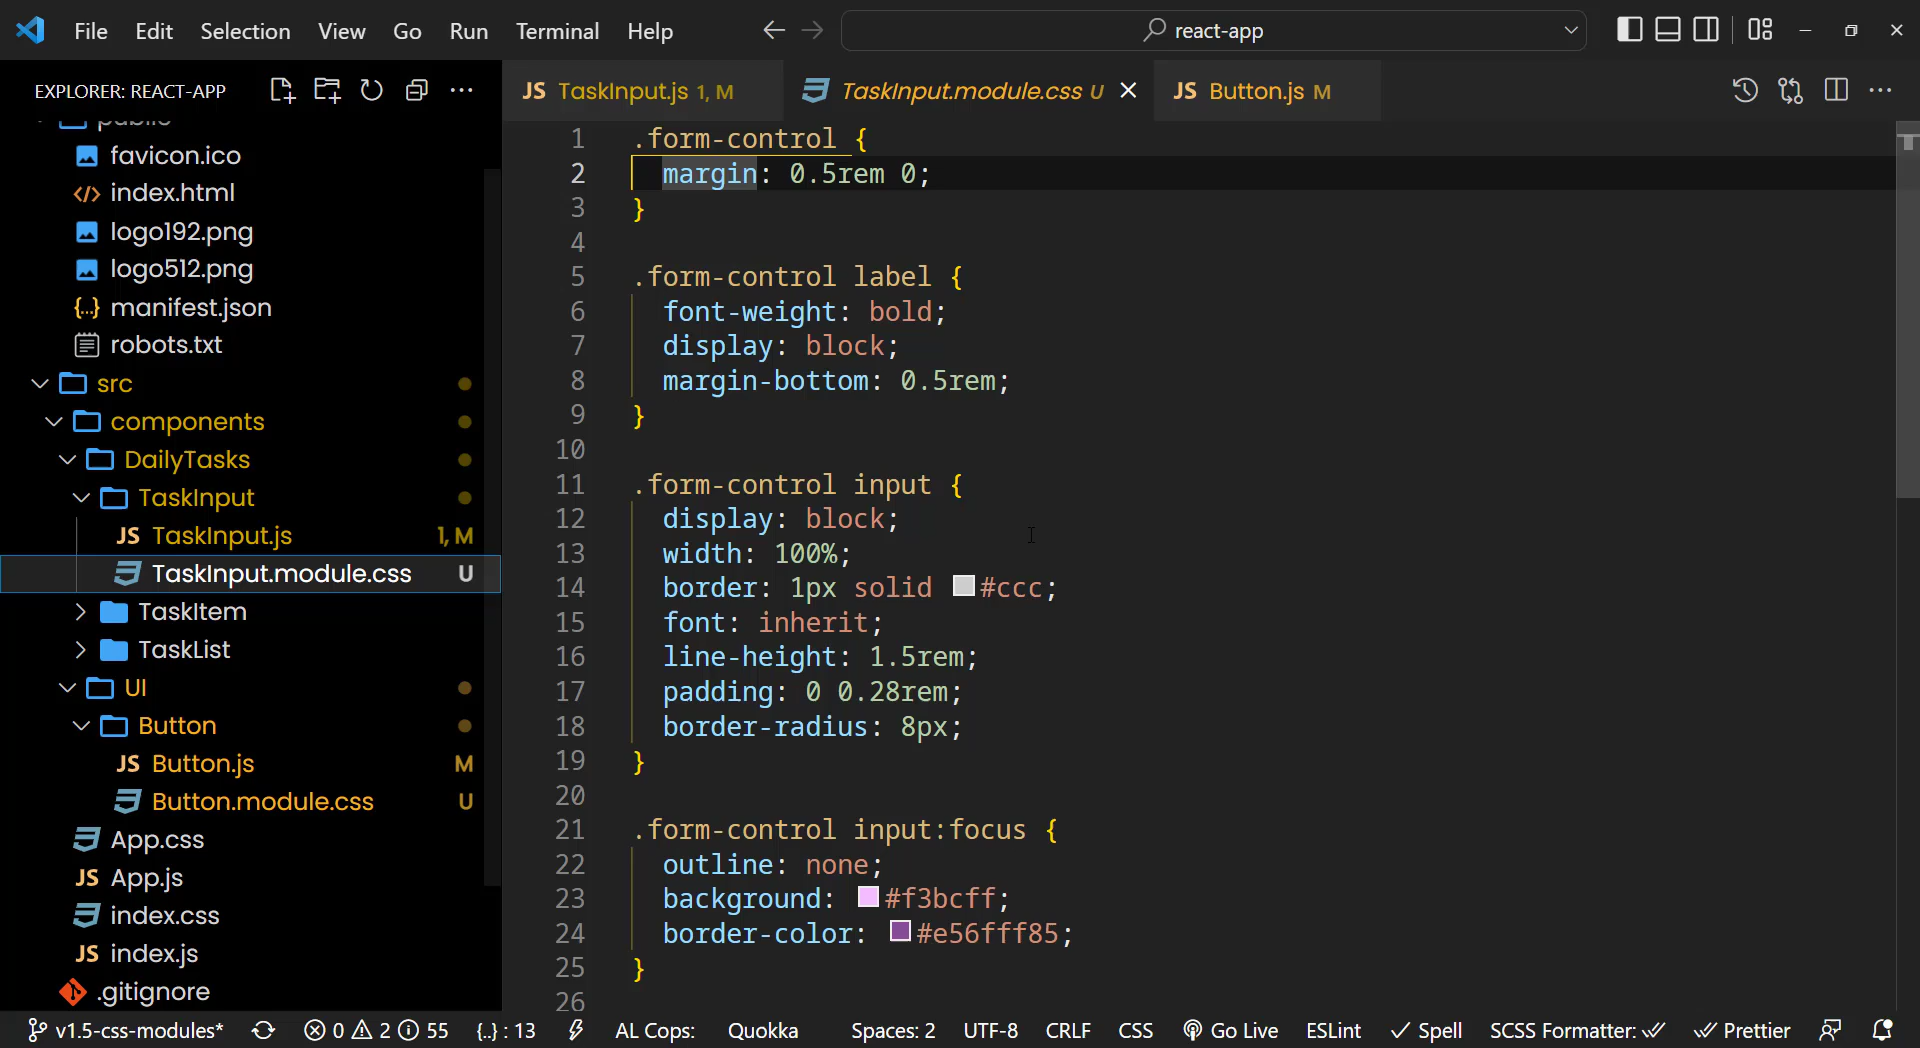 File Edit Selection View Go Run Terminal Help
react-app
EXPLORER: REACT-APP
JS TaskInput.js 1, M
TaskInput.module.css U
JS Button.js M
public
favicon.ico
</> index.html
logo192.png
logo512.png
{..} manifest.json
robots.txt
src
components
DailyTasks
TaskInput
JS TaskInput.js 1, M
TaskInput.module.css U
TaskItem
TaskList
UI
Button
JS Button.js M
Button.module.css U
App.css
JS App.js
index.css
JS index.js
.gitignore
1 .form-control {
2 margin: 0.5rem 0;
3 }
4
5 .form-control label {
6 font-weight: bold;
7 display: block;
8 margin-bottom: 0.5rem;
9 }
10
11 .form-control input {
12 display: block;
13 width: 100%;
14 border: 1px solid #ccc;
15 font: inherit;
16 line-height: 1.5rem;
17 padding: 0 0.28rem;
18 border-radius: 8px;
19 }
20
21 .form-control input:focus {
22 outline: none;
23 background: #f3bcff;
24 border-color: #e56fff85;
25 }
26
v1.5-css-modules* 0 2 55 {..} : 13 AL Cops: Quokka Spaces: 2 UTF-8 CRLF CSS Go Live ESLint Spell SCSS Formatter: Prettier